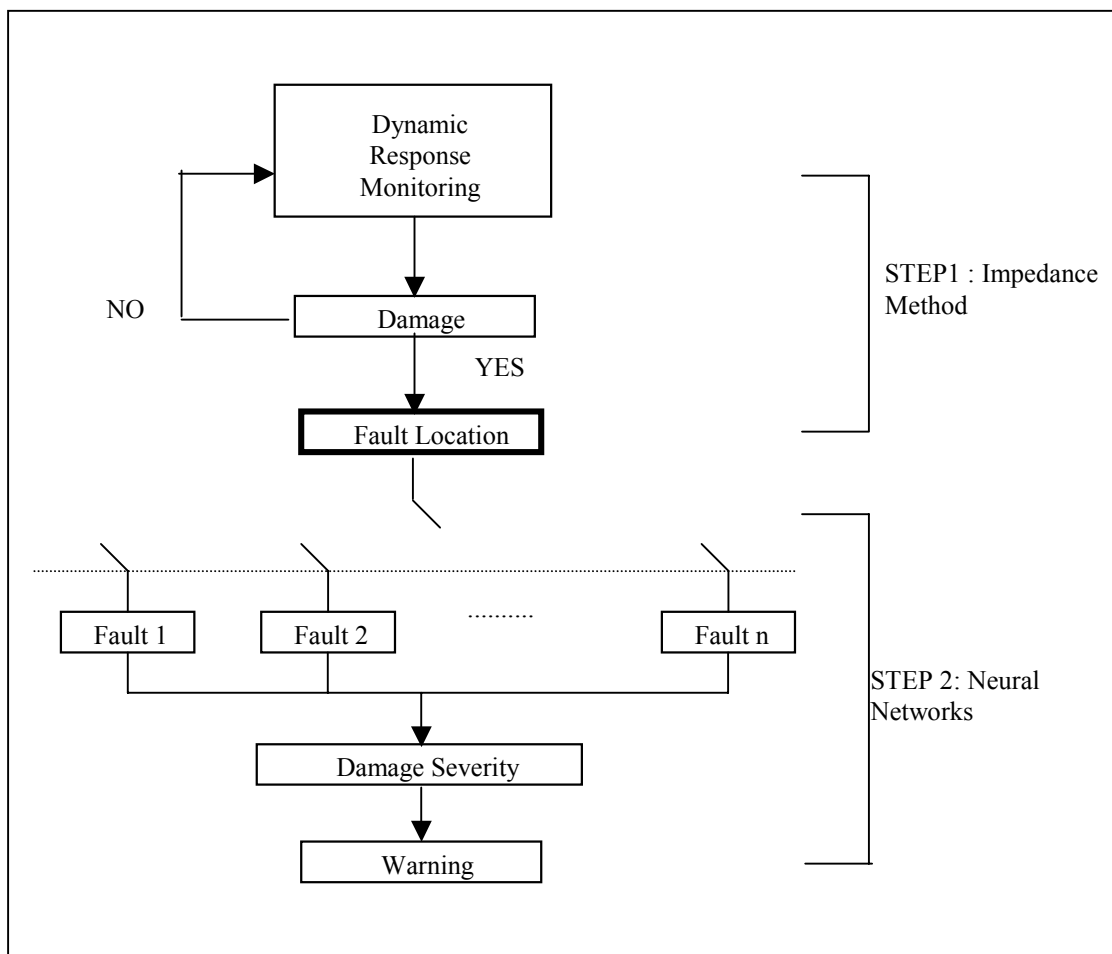 Dynamic
Response
Monitoring
STEP1 : Impedance
Method
NO
Damage
YES
Fault Location
Fault 1
Fault 2
..........
Fault n
STEP 2: Neural
Networks
Damage Severity
Warning